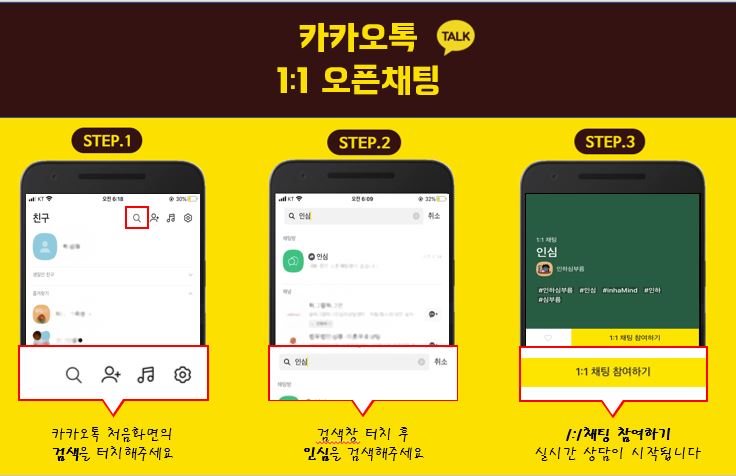 카카오톡
TALK
1:1 오픈채팅
STEP.1
STEP.2
STEP.3
KT
오전 6:18
30%
친구
생일인 친구
즐겨찾기
KT
오전 6:09
32%
인심
취소
채팅방
인심
채널
인심
취소
채팅방
1:1 채팅
인심
인하심부름
#인하심부름 #인심 #inhaMind #인하
#심부름
1:1 채팅 참여하기
1:1 채팅 참여하기
카카오톡 처음화면의
검색을 터치해주세요
검색창 터치 후
인심을 검색해주세요
1:1채팅 참여하기
실시간 상담이 시작됩니다